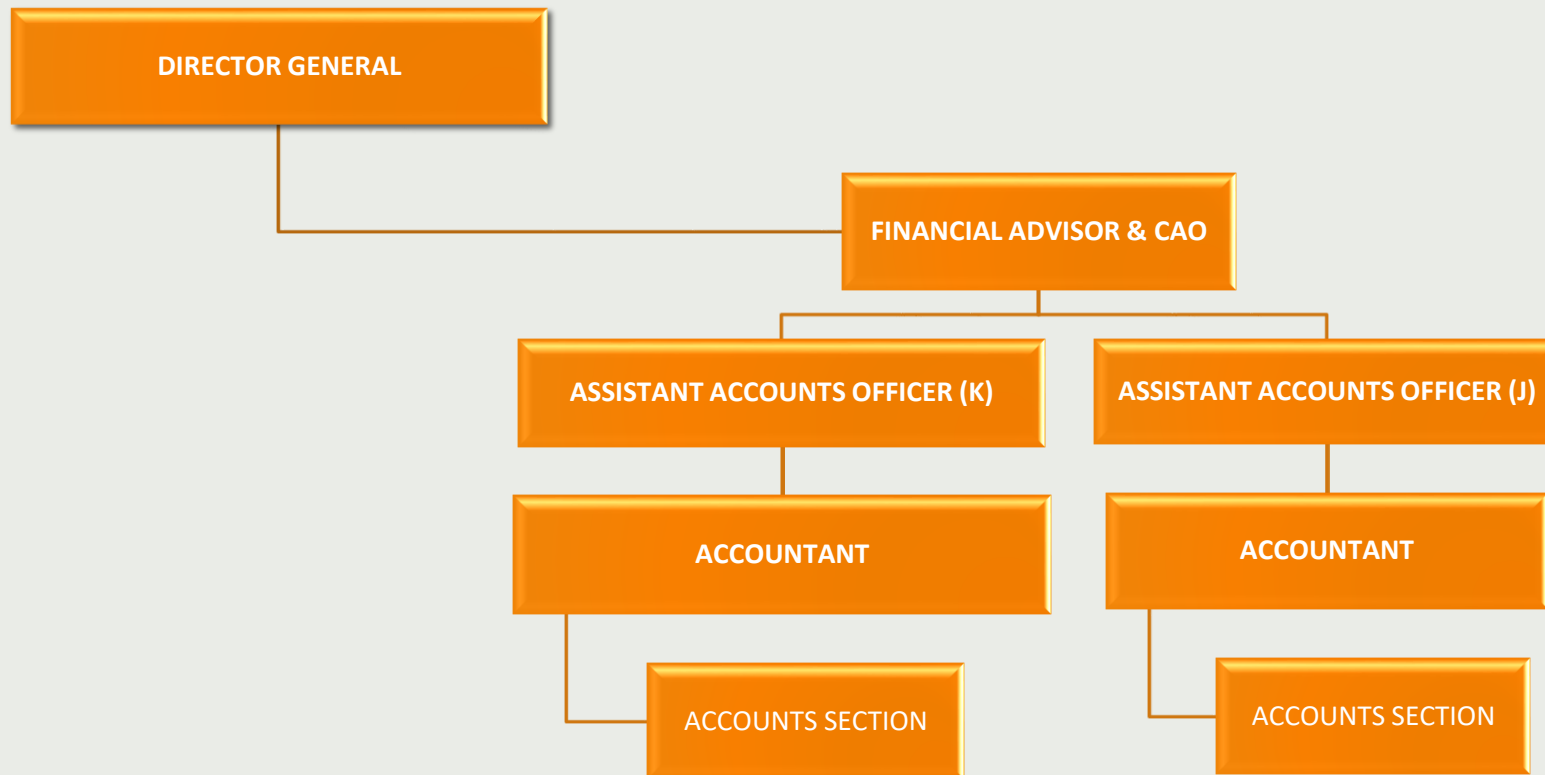 DIRECTOR GENERAL
FINANCIAL ADVISOR & CAO
ASSISTANT ACCOUNTS OFFICER (K)
ASSISTANT ACCOUNTS OFFICER (J)
ACCOUNTANT
ACCOUNTANT
ACCOUNTS SECTION
ACCOUNTS SECTION